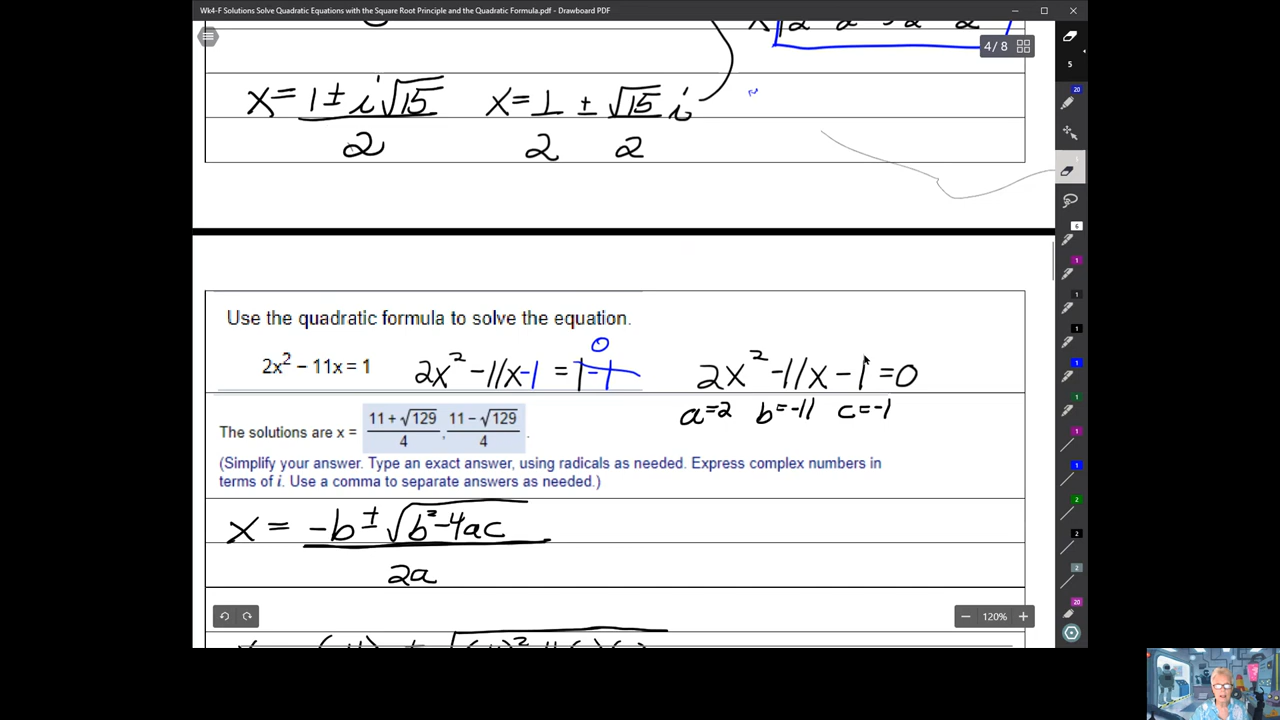 Wk4-F Solutions Solve Quadratic Equations with the Square Root Principle and the Quadratic Formula.pdf - Drawboard PDF
4 / 8
5
20
x = 1 ± i√15 / 2
x = 1/2 ± √15/2 i
Use the quadratic formula to solve the equation.
2x² − 11x = 1
2x² - 11x - 1 = 1 - 1
0
2x² - 11x - 1 = 0
a = 2 b = -11 c = -1
The solutions are x = 11 + √129 / 4 , 11 − √129 / 4 .
(Simplify your answer. Type an exact answer, using radicals as needed. Express complex numbers in
terms of i. Use a comma to separate answers as needed.)
x = -b ± √b² - 4ac
2a
120%